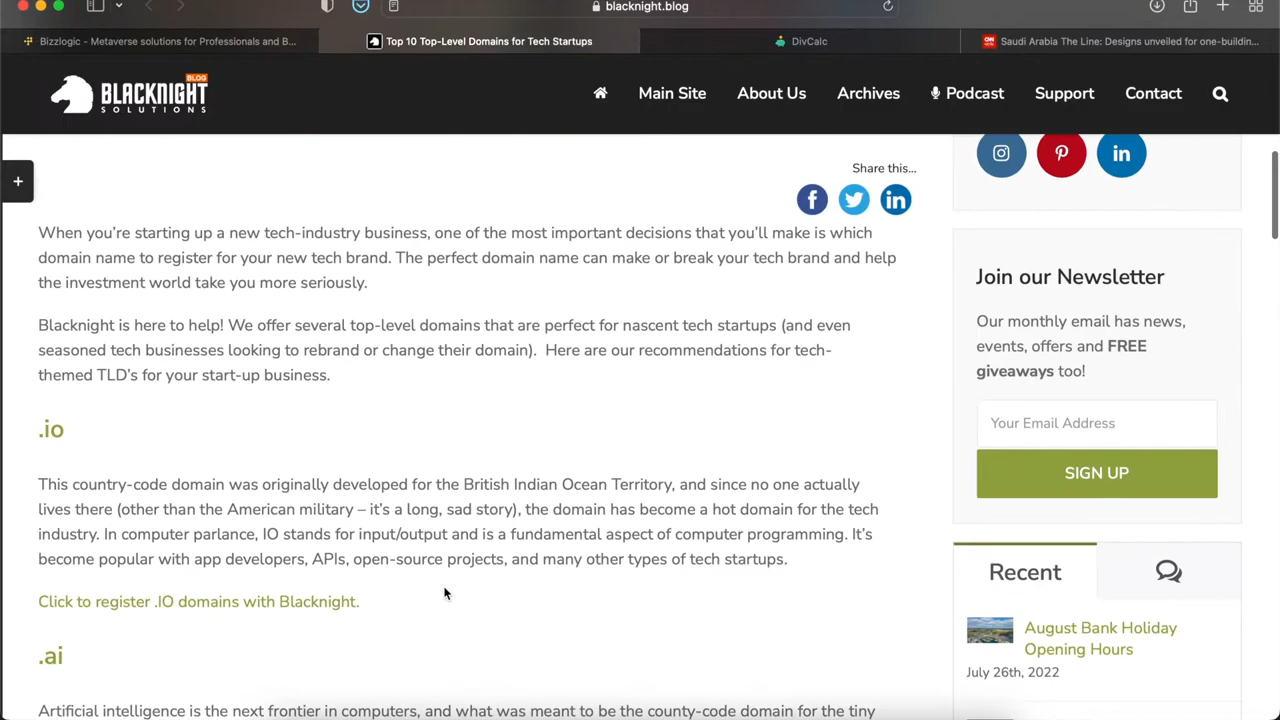 blacknight.blog
Bizzlogic - Metaverse solutions for Professionals and B...
Top 10 Top-Level Domains for Tech Startups
DivCalc
Saudi Arabia The Line: Designs unveiled for one-buildin...
BLOG
BLACKNIGHT
SOLUTIONS
Main Site
About Us
Archives
Podcast
Support
Contact
Share this...
When you're starting up a new tech-industry business, one of the most important decisions that you'll make is which
domain name to register for your new tech brand. The perfect domain name can make or break your tech brand and help
the investment world take you more seriously.
Blacknight is here to help! We offer several top-level domains that are perfect for nascent tech startups (and even
seasoned tech businesses looking to rebrand or change their domain). Here are our recommendations for tech-
themed TLD's for your start-up business.
.io
This country-code domain was originally developed for the British Indian Ocean Territory, and since no one actually
lives there (other than the American military – it's a long, sad story), the domain has become a hot domain for the tech
industry. In computer parlance, IO stands for input/output and is a fundamental aspect of computer programming. It's
become popular with app developers, APIs, open-source projects, and many other types of tech startups.
Click to register .IO domains with Blacknight.
.ai
Artificial intelligence is the next frontier in computers, and what was meant to be the county-code domain for the tiny
Join our Newsletter
Our monthly email has news,
events, offers and FREE
giveaways too!
Your Email Address
SIGN UP
Recent
August Bank Holiday
Opening Hours
July 26th, 2022